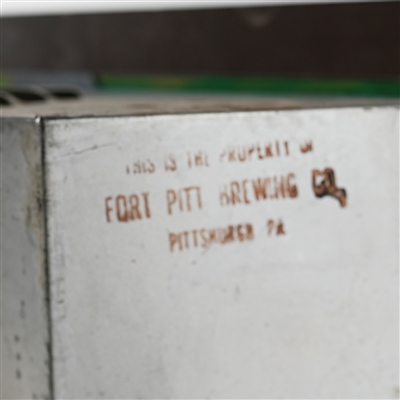 THIS IS THE PROPERTY OF
FORT PITT BREWING CO.
PITTSBURGH PA